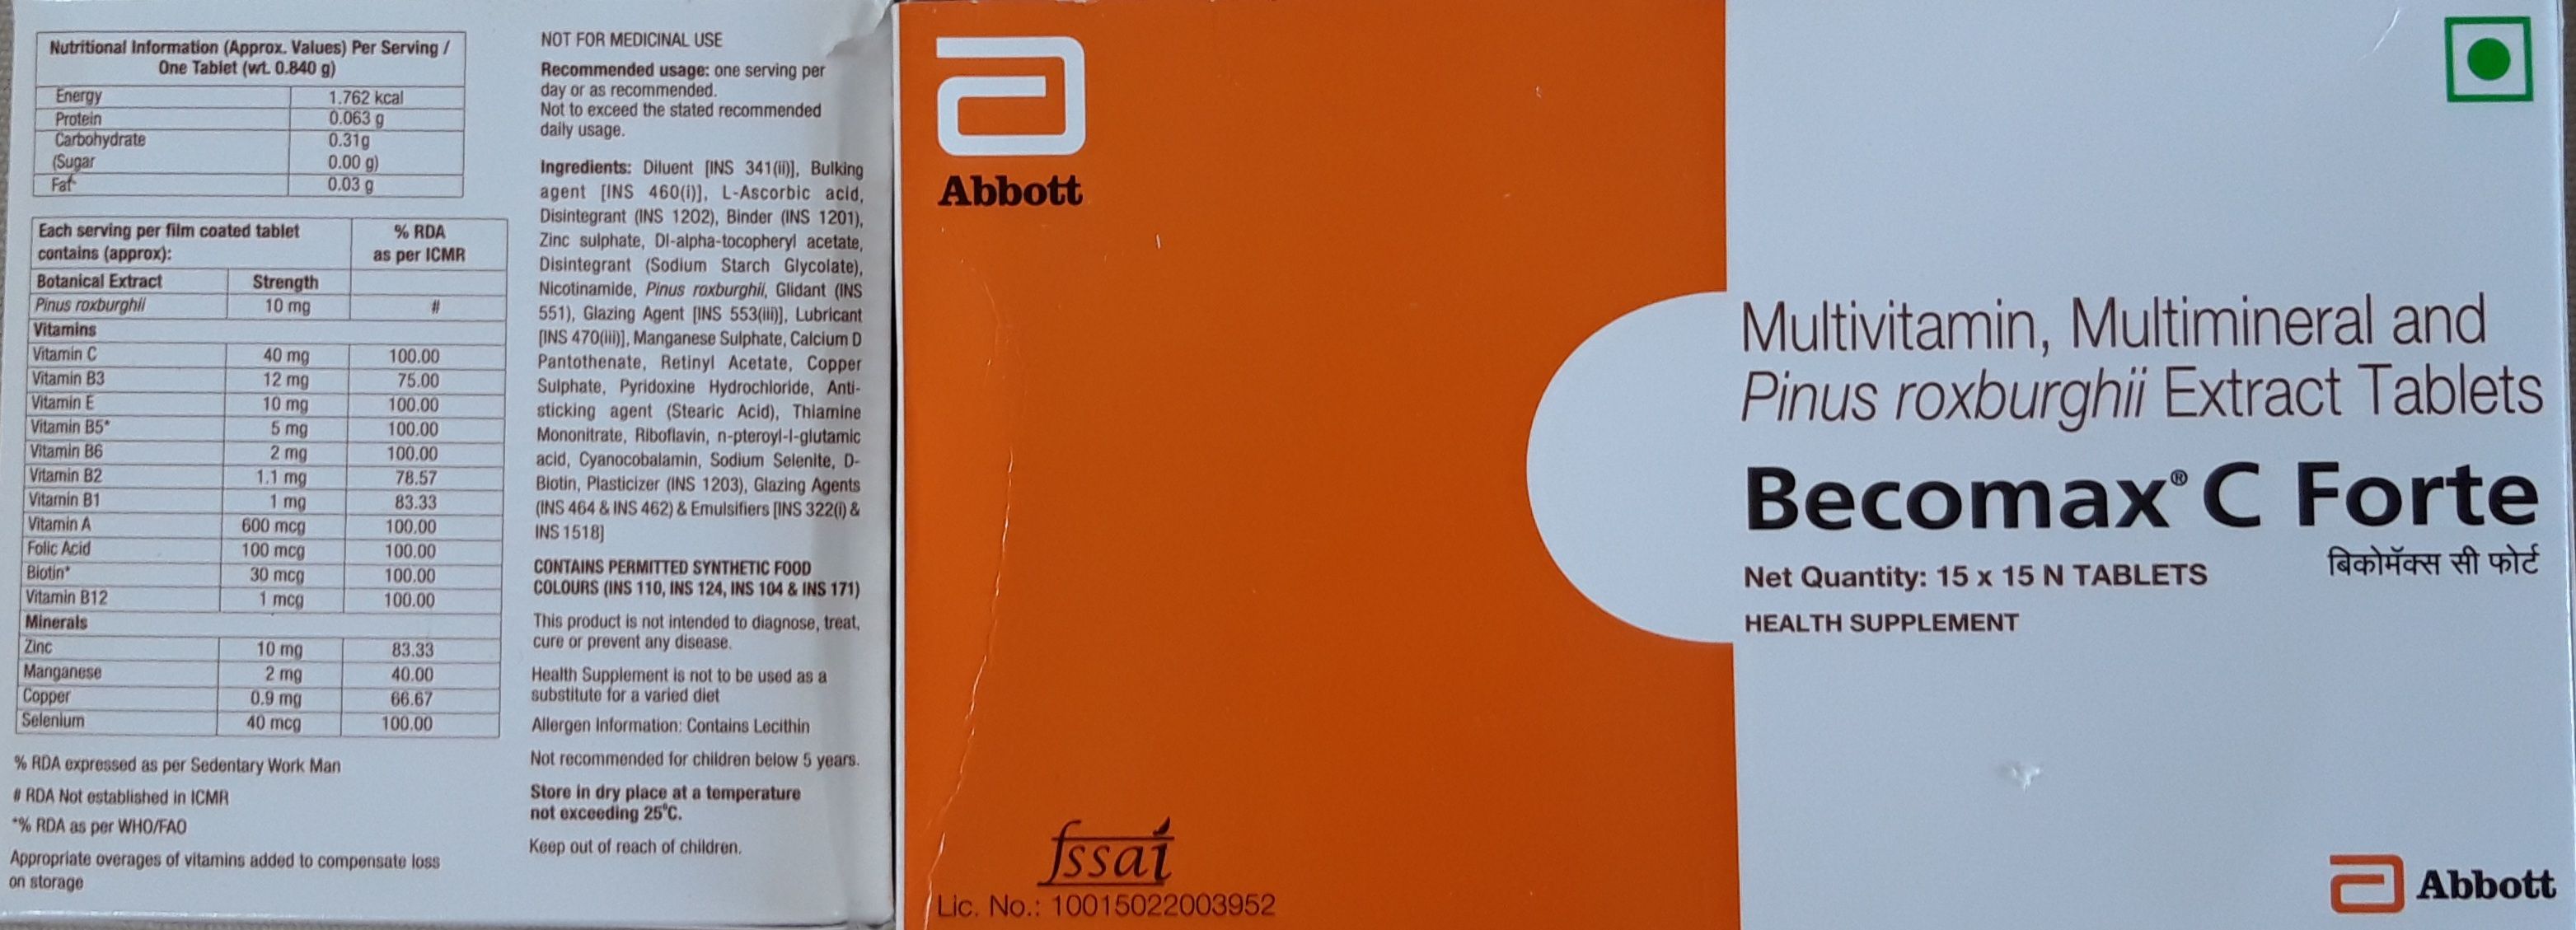 Nutritional Information (Approx. Values) Per Serving /
One Tablet (wt. 0.840 g)
Energy 1.762 kcal
Protein 0.063 g
Carbohydrate 0.31g
(Sugar 0.00 g)
Fat 0.03 g
Each serving per film coated tablet % RDA
contains (approx): as per ICMR
Botanical Extract Strength
Pinus roxburghii 10 mg #
Vitamins
Vitamin C 40 mg 100.00
Vitamin B3 12 mg 75.00
Vitamin E 10 mg 100.00
Vitamin B5* 5 mg 100.00
Vitamin B6 2 mg 100.00
Vitamin B2 1.1 mg 78.57
Vitamin B1 1 mg 83.33
Vitamin A 600 mcg 100.00
Folic Acid 100 mcg 100.00
Biotin* 30 mcg 100.00
Vitamin B12 1 mcg 100.00
Minerals
Zinc 10 mg 83.33
Manganese 2 mg 40.00
Copper 0.9 mg 66.67
Selenium 40 mcg 100.00
% RDA expressed as per Sedentary Work Man
# RDA Not established in ICMR
*% RDA as per WHO/FAO
Appropriate overages of vitamins added to compensate loss
on storage
NOT FOR MEDICINAL USE
Recommended usage: one serving per
day or as recommended.
Not to exceed the stated recommended
daily usage.
Ingredients: Diluent [INS 341(ii)], Bulking
agent [INS 460(i)], L-Ascorbic acid,
Disintegrant (INS 1202), Binder (INS 1201),
Zinc sulphate, Dl-alpha-tocopheryl acetate,
Disintegrant (Sodium Starch Glycolate),
Nicotinamide, Pinus roxburghii, Glidant (INS
551), Glazing Agent [INS 553(iii)], Lubricant
[INS 470(iii)], Manganese Sulphate, Calcium D
Pantothenate, Retinyl Acetate, Copper
Sulphate, Pyridoxine Hydrochloride, Anti-
sticking agent (Stearic Acid), Thiamine
Mononitrate, Riboflavin, n-pteroyl-l-glutamic
acid, Cyanocobalamin, Sodium Selenite, D-
Biotin, Plasticizer (INS 1203), Glazing Agents
(INS 464 & INS 462) & Emulsifiers [INS 322(i) &
INS 1518]
CONTAINS PERMITTED SYNTHETIC FOOD
COLOURS (INS 110, INS 124, INS 104 & INS 171)
This product is not intended to diagnose, treat,
cure or prevent any disease.
Health Supplement is not to be used as a
substitute for a varied diet
Allergen Information: Contains Lecithin
Not recommended for children below 5 years.
Store in dry place at a temperature
not exceeding 25°C.
Keep out of reach of children.
Abbott
fssai
Lic. No.: 10015022003952
Multivitamin, Multimineral and
Pinus roxburghii Extract Tablets
Becomax® C Forte
बिकोमॅक्स सी फोर्ट
Net Quantity: 15 x 15 N TABLETS
HEALTH SUPPLEMENT
Abbott